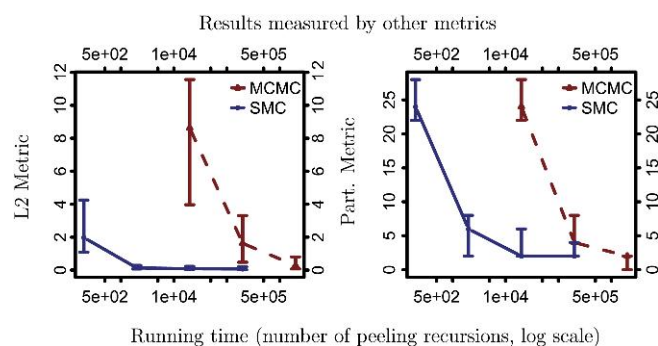 Results measured by other metrics
5e+02 1e+04 5e+05
5e+02 1e+04 5e+05
12
10
8
6
4
2
0
L2 Metric
MCMC
SMC
12
10
8
6
4
2
0
Part. Metric
25
20
15
10
5
0
MCMC
SMC
25
20
15
10
5
0
5e+02 1e+04 5e+05
5e+02 1e+04 5e+05
Running time (number of peeling recursions, log scale)